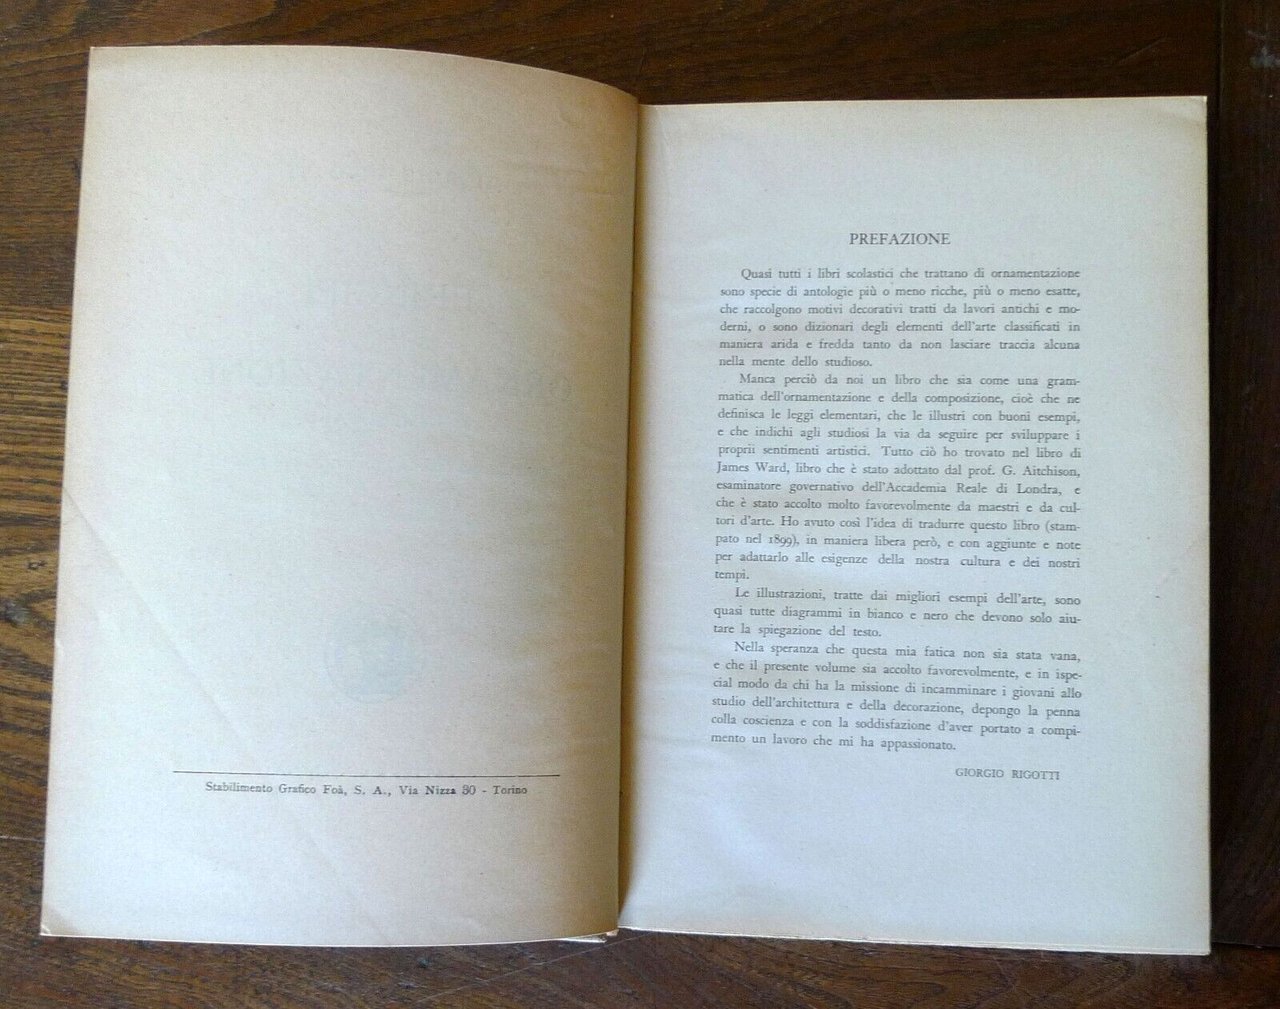 Stabilimento Grafico Foà, S. A., Via Nizza 30 - Torino
PREFAZIONE
Quasi tutti i libri scolastici che trattano di ornamentazione
sono specie di antologie più o meno ricche, più o meno esatte,
che raccolgono motivi decorativi tratti da lavori antichi e mo-
derni, o sono dizionari degli elementi dell'arte classificati in
maniera arida e fredda tanto da non lasciare traccia alcuna
nella mente dello studioso.
Manca perciò da noi un libro che sia come una gram-
matica dell'ornamentazione e della composizione, cioè che ne
definisca le leggi elementari, che le illustri con buoni esempi,
e che indichi agli studiosi la via da seguire per sviluppare i
proprii sentimenti artistici. Tutto ciò ho trovato nel libro di
James Ward, libro che è stato adottato dal prof. G. Aitchison,
esaminatore governativo dell'Accademia Reale di Londra, e
che è stato accolto molto favorevolmente da maestri e da cul-
tori d'arte. Ho avuto così l'idea di tradurre questo libro (stam-
pato nel 1899), in maniera libera però, e con aggiunte e note
per adattarlo alle esigenze della nostra cultura e dei nostri
tempi.
Le illustrazioni, tratte dai migliori esempi dell'arte, sono
quasi tutte diagrammi in bianco e nero che devono solo aiu-
tare la spiegazione del testo.
Nella speranza che questa mia fatica non sia stata vana,
e che il presente volume sia accolto favorevolmente, e in ispe-
cial modo da chi ha la missione di incamminare i giovani allo
studio dell'architettura e della decorazione, depongo la penna
colla coscienza e con la soddisfazione d'aver portato a compi-
mento un lavoro che mi ha appassionato.
GIORGIO RIGOTTI